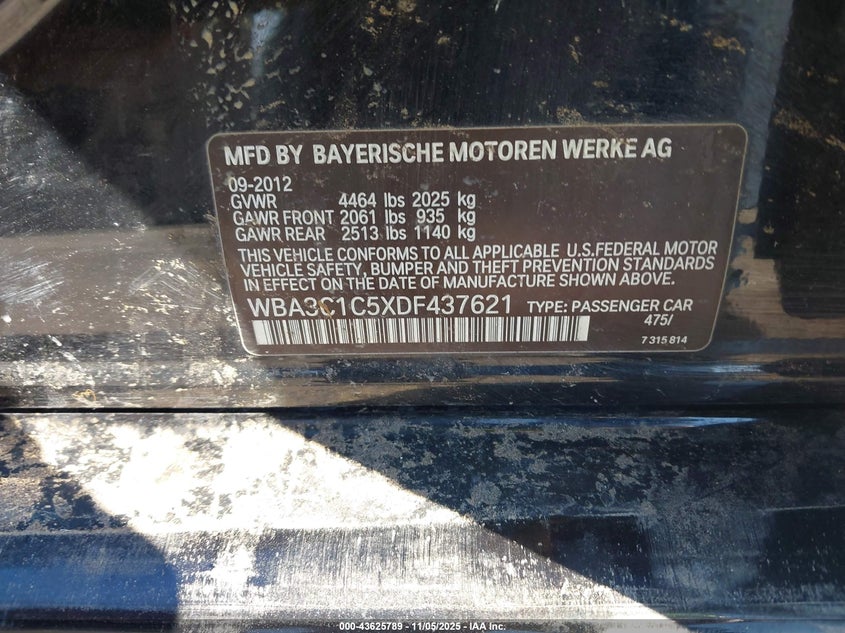 MFD BY BAYERISCHE MOTOREN WERKE AG
09-2012
GVWR 4464 lbs 2025 kg
GAWR FRONT 2061 lbs 935 kg
GAWR REAR 2513 lbs 1140 kg
THIS VEHICLE CONFORMS TO ALL APPLICABLE U.S.FEDERAL MOTOR
VEHICLE SAFETY, BUMPER AND THEFT PREVENTION STANDARDS
IN EFFECT ON THE DATE OF MANUFACTURE SHOWN ABOVE.
WBA3C1C5XDF437621 TYPE: PASSENGER CAR
475/
7 315 814
000-43625789 - 11/05/2025 - IAA Inc.